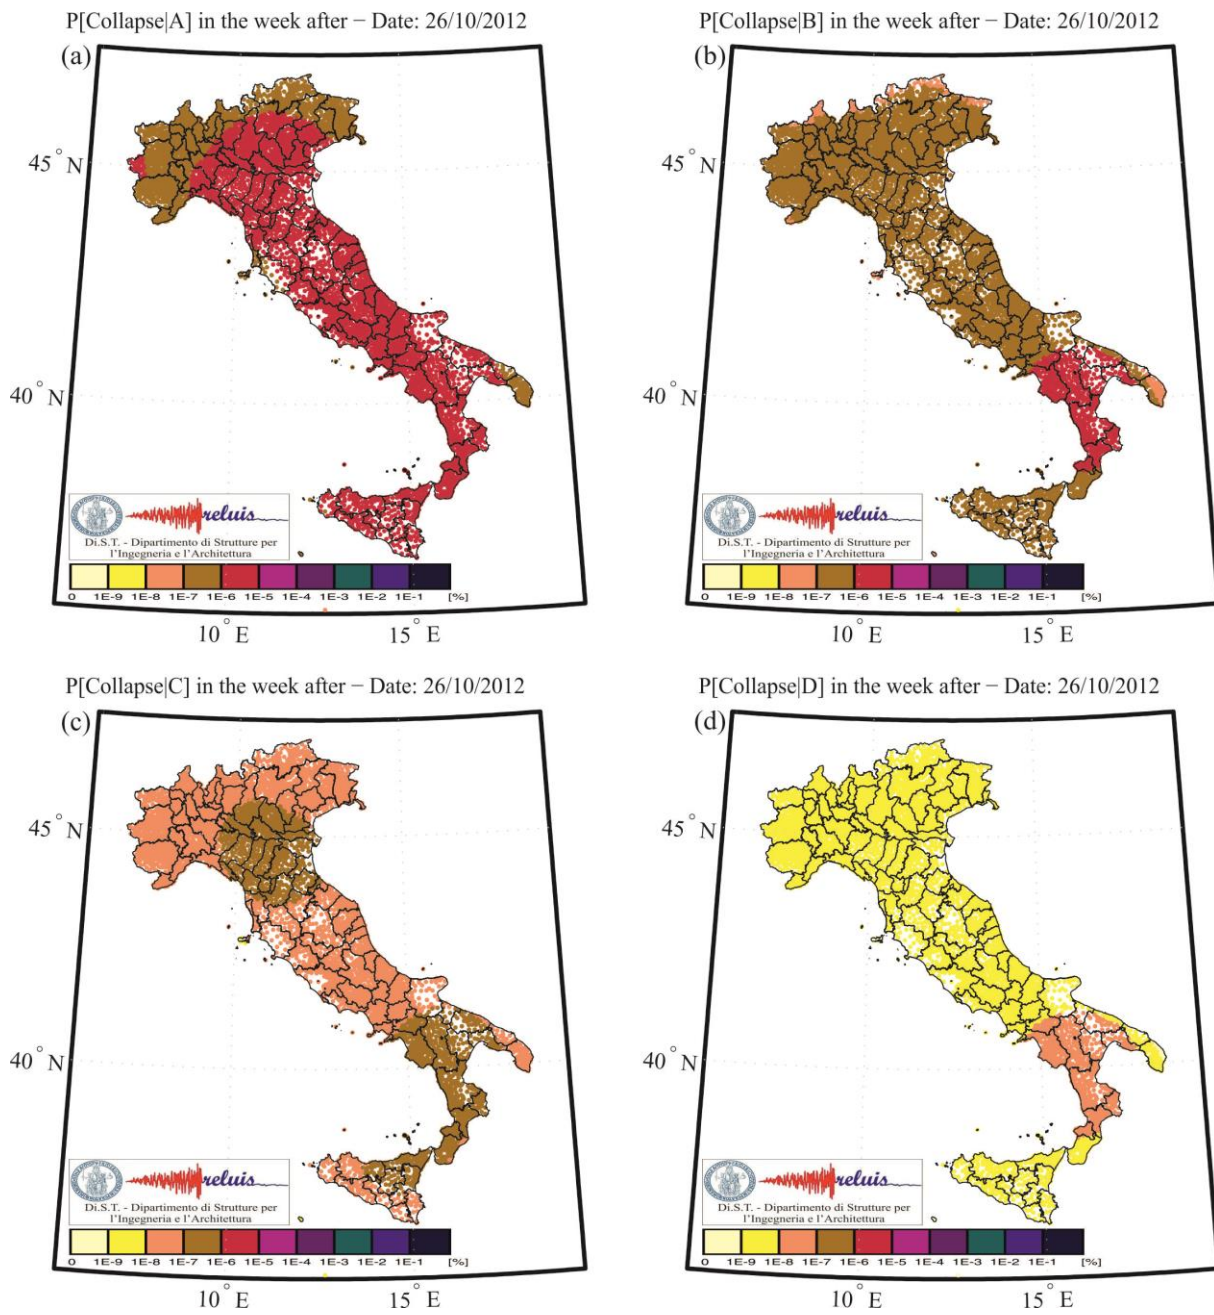 P[Collapse|A] in the week after − Date: 26/10/2012
(a)
45° N
40° N
reluis
Di.S.T. - Dipartimento di Strutture per
l'Ingegneria e l'Architettura
0 1E-9 1E-8 1E-7 1E-6 1E-5 1E-4 1E-3 1E-2 1E-1 [%]
10° E 15° E
P[Collapse|B] in the week after − Date: 26/10/2012
(b)
45° N
40° N
reluis
Di.S.T. - Dipartimento di Strutture per
l'Ingegneria e l'Architettura
0 1E-9 1E-8 1E-7 1E-6 1E-5 1E-4 1E-3 1E-2 1E-1 [%]
10° E 15° E
P[Collapse|C] in the week after − Date: 26/10/2012
(c)
45° N
40° N
reluis
Di.S.T. - Dipartimento di Strutture per
l'Ingegneria e l'Architettura
0 1E-9 1E-8 1E-7 1E-6 1E-5 1E-4 1E-3 1E-2 1E-1 [%]
10° E 15° E
P[Collapse|D] in the week after − Date: 26/10/2012
(d)
45° N
40° N
reluis
Di.S.T. - Dipartimento di Strutture per
l'Ingegneria e l'Architettura
0 1E-9 1E-8 1E-7 1E-6 1E-5 1E-4 1E-3 1E-2 1E-1 [%]
10° E 15° E